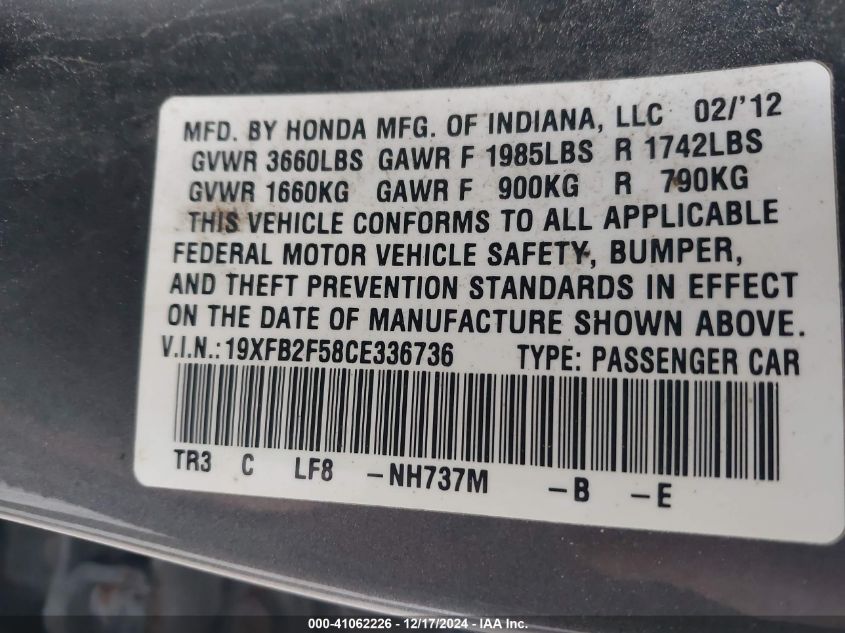 MFD. BY HONDA MFG. OF INDIANA, LLC 02/'12
GVWR 3660LBS GAWR F 1985LBS R 1742LBS
GVWR 1660KG GAWR F 900KG R 790KG
THIS VEHICLE CONFORMS TO ALL APPLICABLE
FEDERAL MOTOR VEHICLE SAFETY, BUMPER,
AND THEFT PREVENTION STANDARDS IN EFFECT
ON THE DATE OF MANUFACTURE SHOWN ABOVE.
V.I.N.:19XFB2F58CE336736 TYPE: PASSENGER CAR
TR3 C LF8 -NH737M -B -E
000-41062226 - 12/17/2024 - IAA Inc.